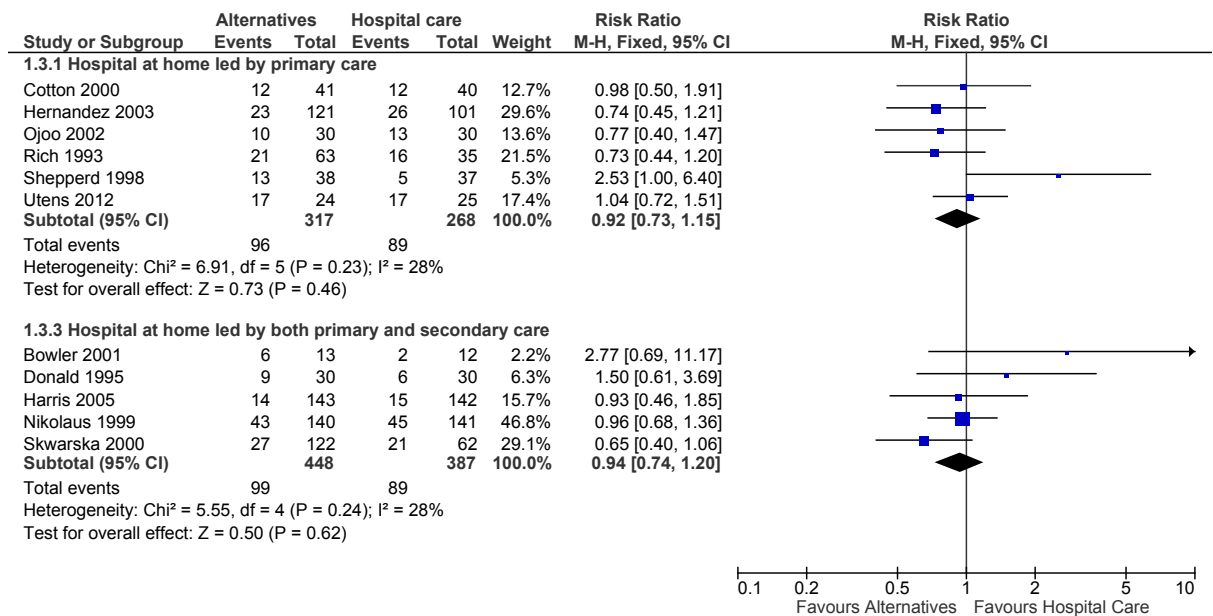 Alternatives Hospital care Risk Ratio Risk Ratio
Study or Subgroup Events Total Events Total Weight M-H, Fixed, 95% CI M-H, Fixed, 95% CI
1.3.1 Hospital at home led by primary care
Cotton 2000 12 41 12 40 12.7% 0.98 [0.50, 1.91]
Hernandez 2003 23 121 26 101 29.6% 0.74 [0.45, 1.21]
Ojoo 2002 10 30 13 30 13.6% 0.77 [0.40, 1.47]
Rich 1993 21 63 16 35 21.5% 0.73 [0.44, 1.20]
Shepperd 1998 13 38 5 37 5.3% 2.53 [1.00, 6.40]
Utens 2012 17 24 17 25 17.4% 1.04 [0.72, 1.51]
Subtotal (95% CI) 317 268 100.0% 0.92 [0.73, 1.15]
Total events 96 89
Heterogeneity: Chi² = 6.91, df = 5 (P = 0.23); I² = 28%
Test for overall effect: Z = 0.73 (P = 0.46)
1.3.3 Hospital at home led by both primary and secondary care
Bowler 2001 6 13 2 12 2.2% 2.77 [0.69, 11.17]
Donald 1995 9 30 6 30 6.3% 1.50 [0.61, 3.69]
Harris 2005 14 143 15 142 15.7% 0.93 [0.46, 1.85]
Nikolaus 1999 43 140 45 141 46.8% 0.96 [0.68, 1.36]
Skwarska 2000 27 122 21 62 29.1% 0.65 [0.40, 1.06]
Subtotal (95% CI) 448 387 100.0% 0.94 [0.74, 1.20]
Total events 99 89
Heterogeneity: Chi² = 5.55, df = 4 (P = 0.24); I² = 28%
Test for overall effect: Z = 0.50 (P = 0.62)
0.1 0.2 0.5 1 2 5 10
Favours Alternatives Favours Hospital Care